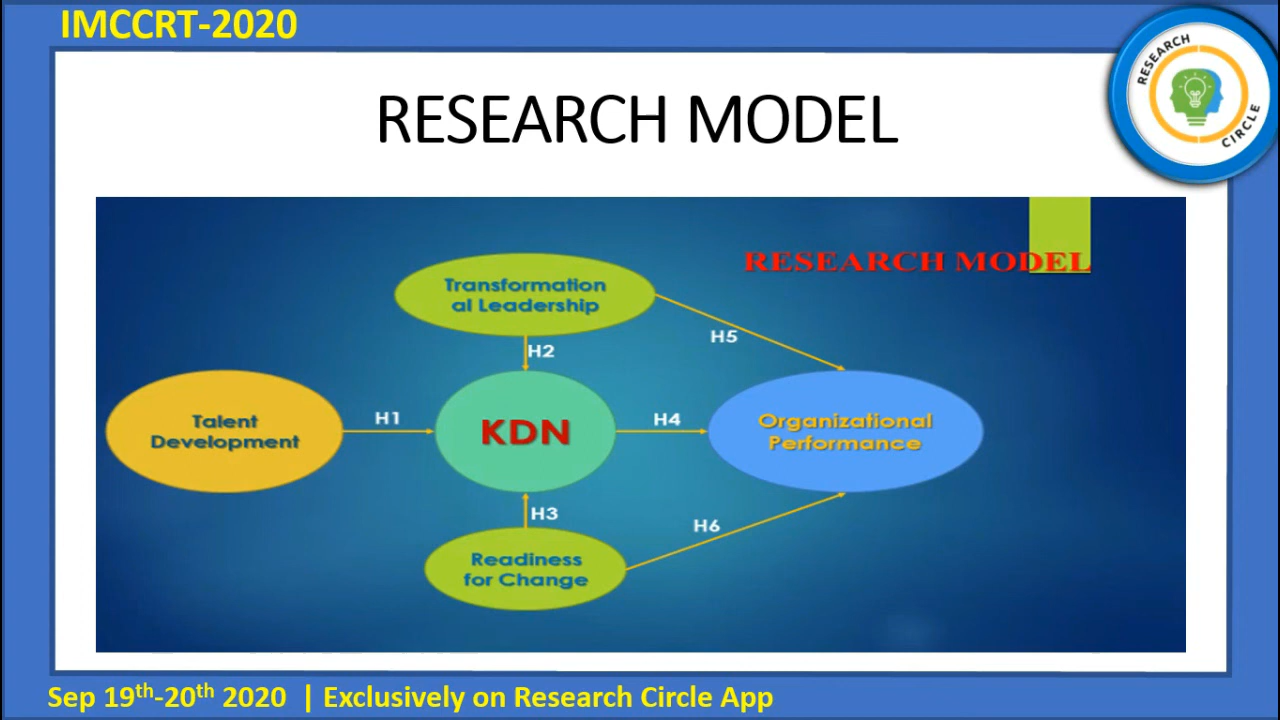 IMCCRT-2020
RESEARCH
CIRCLE
RESEARCH MODEL
RESEARCH MODEL
Transformation
al Leadership
H5
H2
Talent
Development
H1
KDN
H4
Organizational
Performance
H3
H6
Readiness
for Change
Sep 19th-20th 2020 | Exclusively on Research Circle App